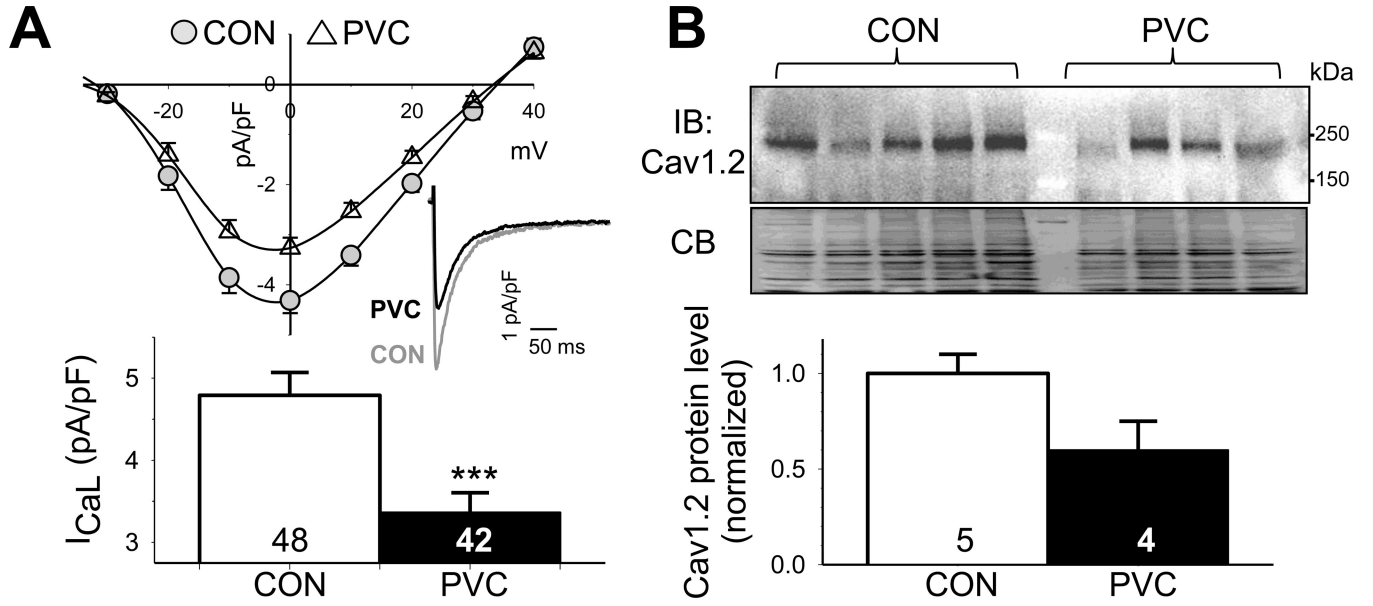 A
CON PVC
0
-20 0 20 40
mV
pA/pF
-2
-4
PVC
CON
1 pA/pF
50 ms
ICaL (pA/pF)
5
4
3
***
48 42
CON PVC
B
CON PVC
kDa
IB:
Cav1.2
250
150
CB
Cav1.2 protein level
(normalized)
1.0
0.5
0.0
5 4
CON PVC